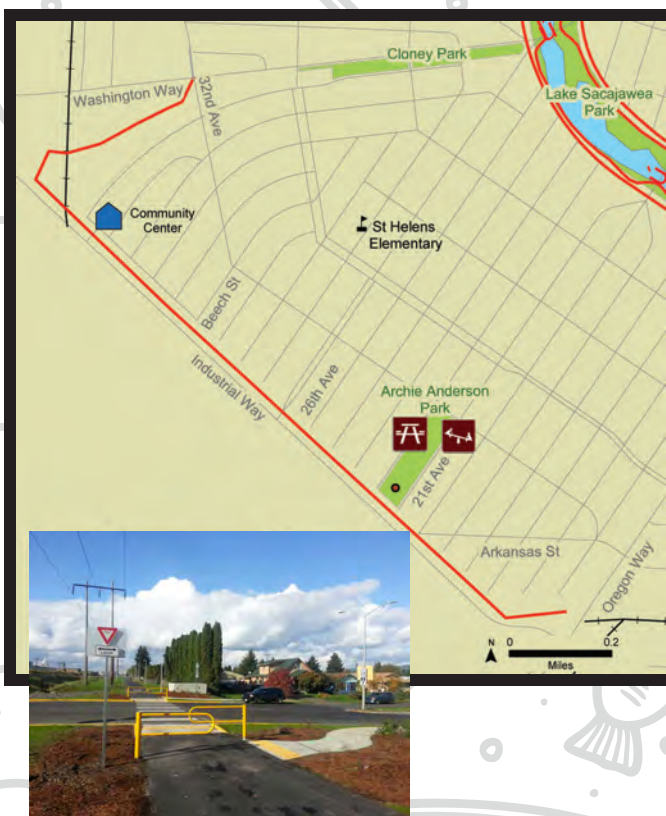 Cloney Park
Washington Way
32nd Ave
Lake Sacajawea
Park
Community
Center
St Helens
Elementary
Beech St
Industrial Way
26th Ave
Archie Anderson
Park
21st Ave
Arkansas St
Oregon Way
N
0
0.2
Miles